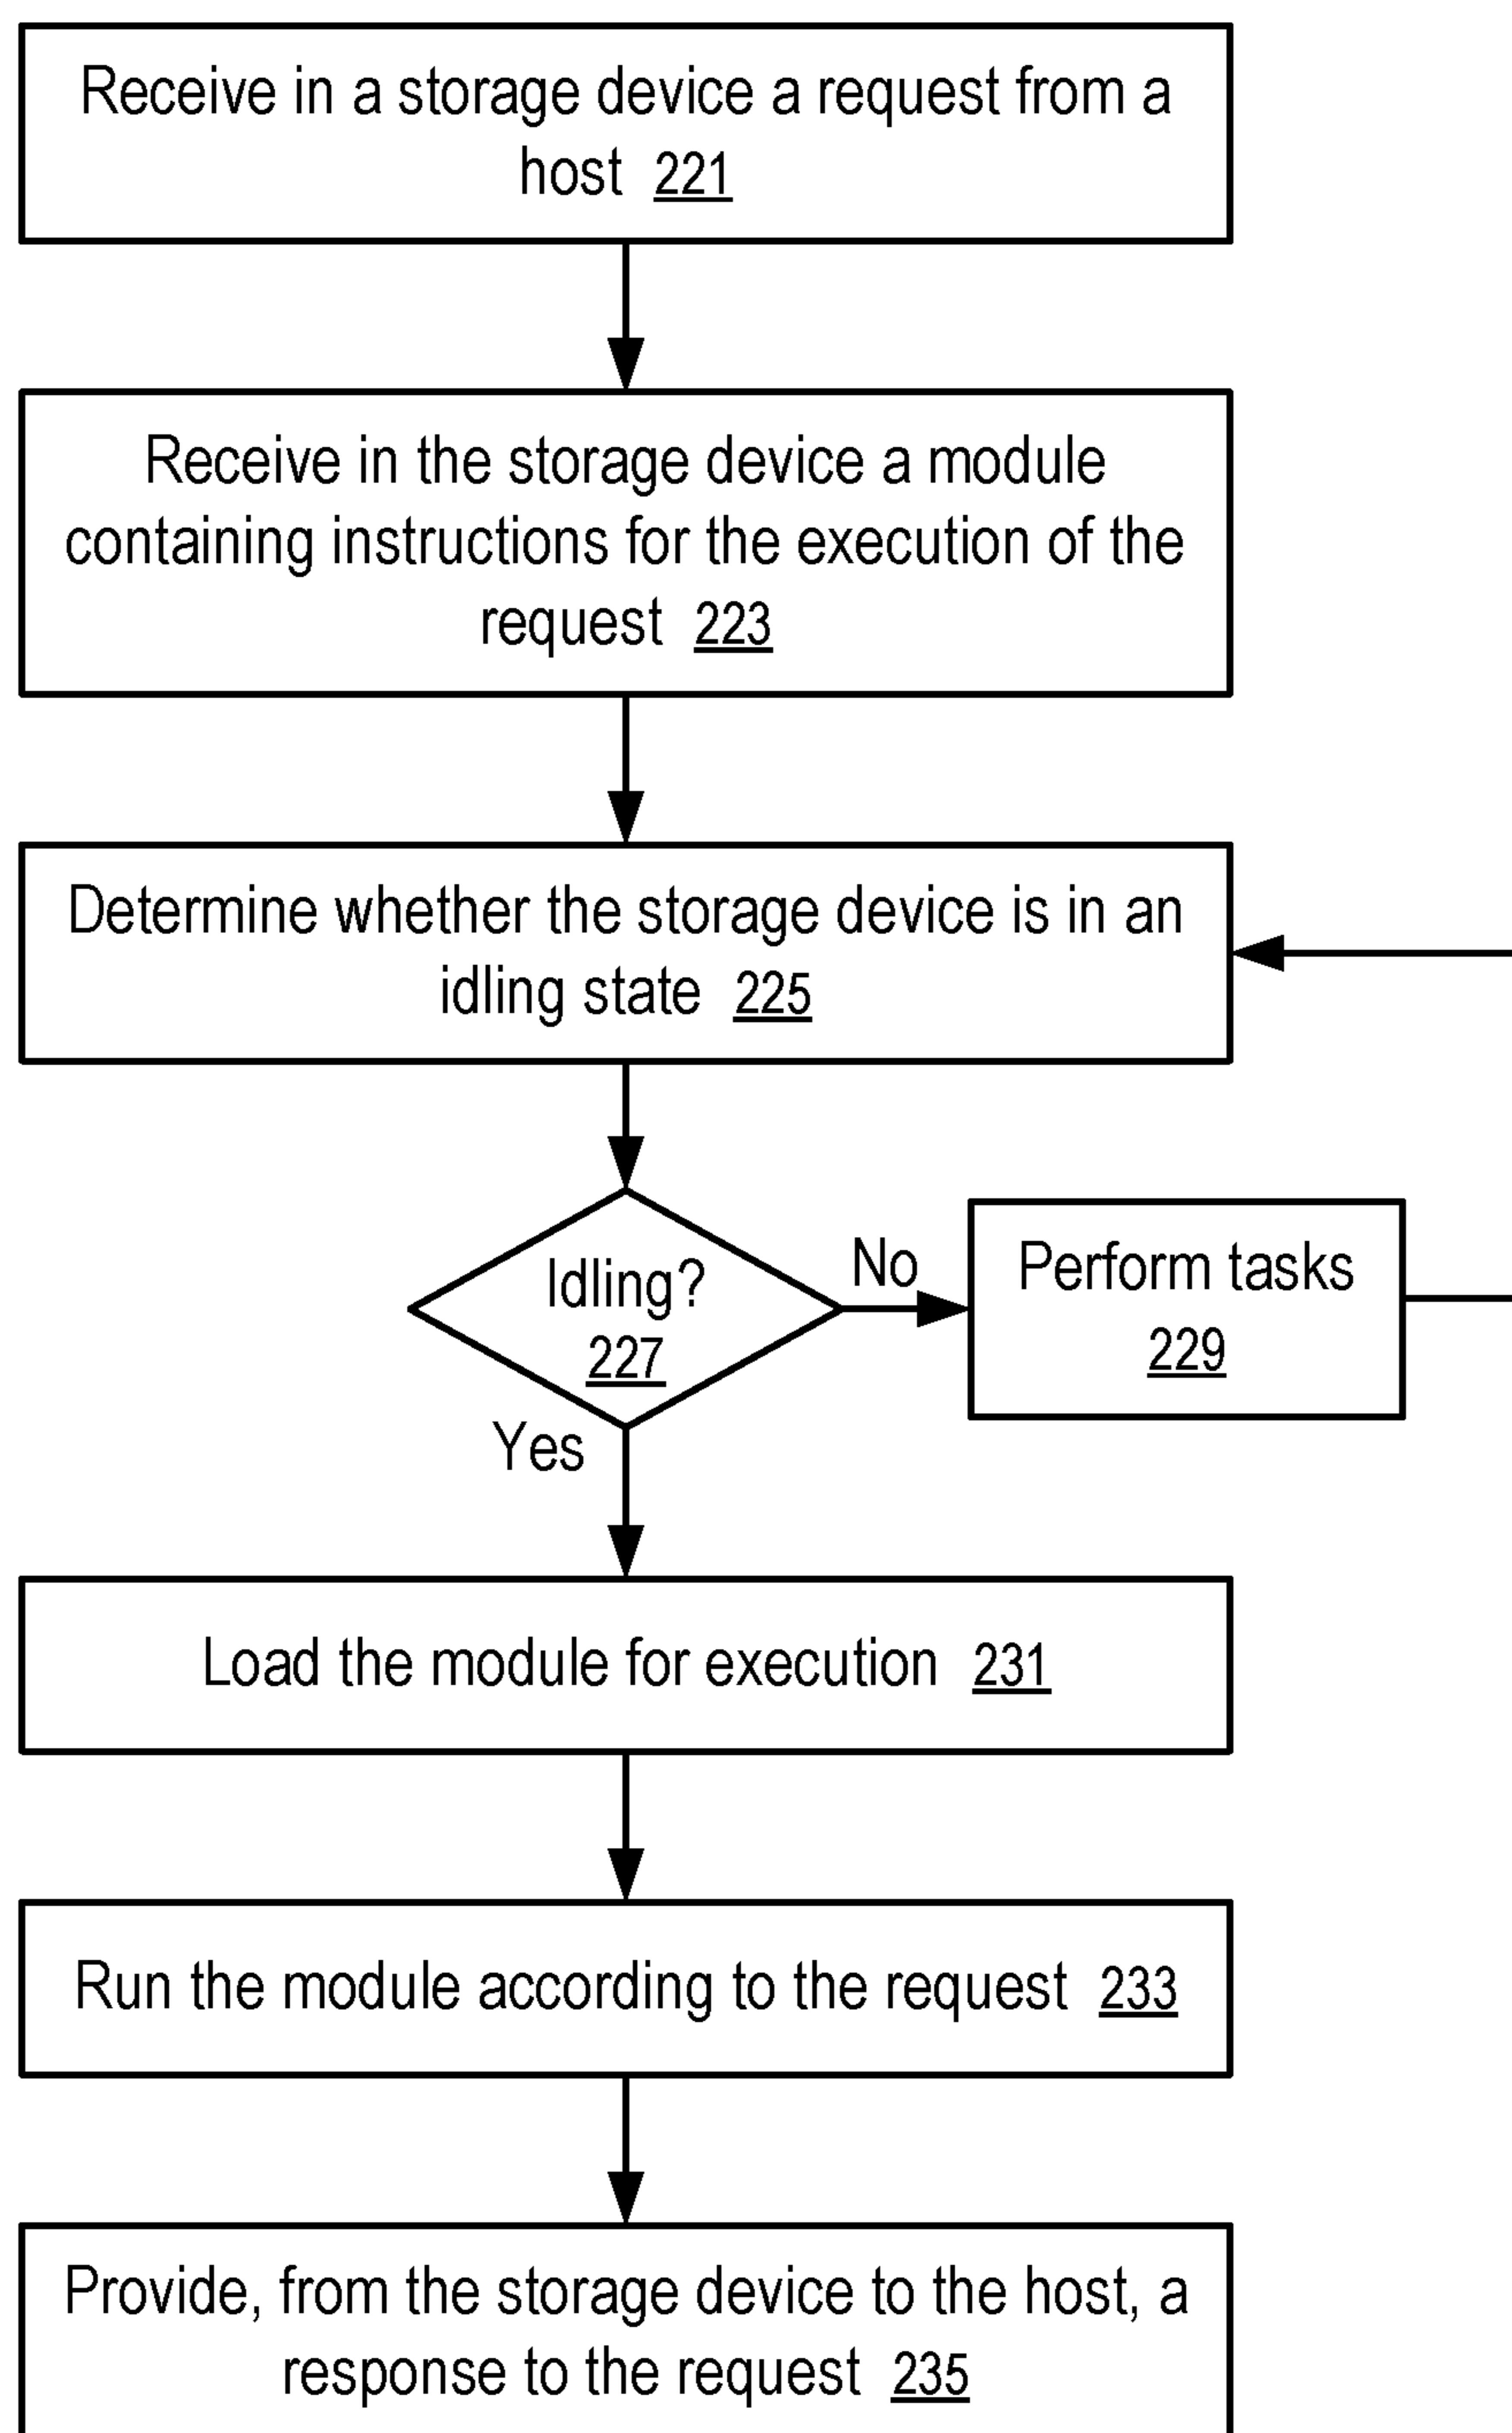 Receive in a storage device a request from a
host 221
Receive in the storage device a module
containing instructions for the execution of the
request 223
Determine whether the storage device is in an
idling state 225
Idling?
227
No
Perform tasks
229
Yes
Load the module for execution 231
Run the module according to the request 233
Provide, from the storage device to the host, a
response to the request 235